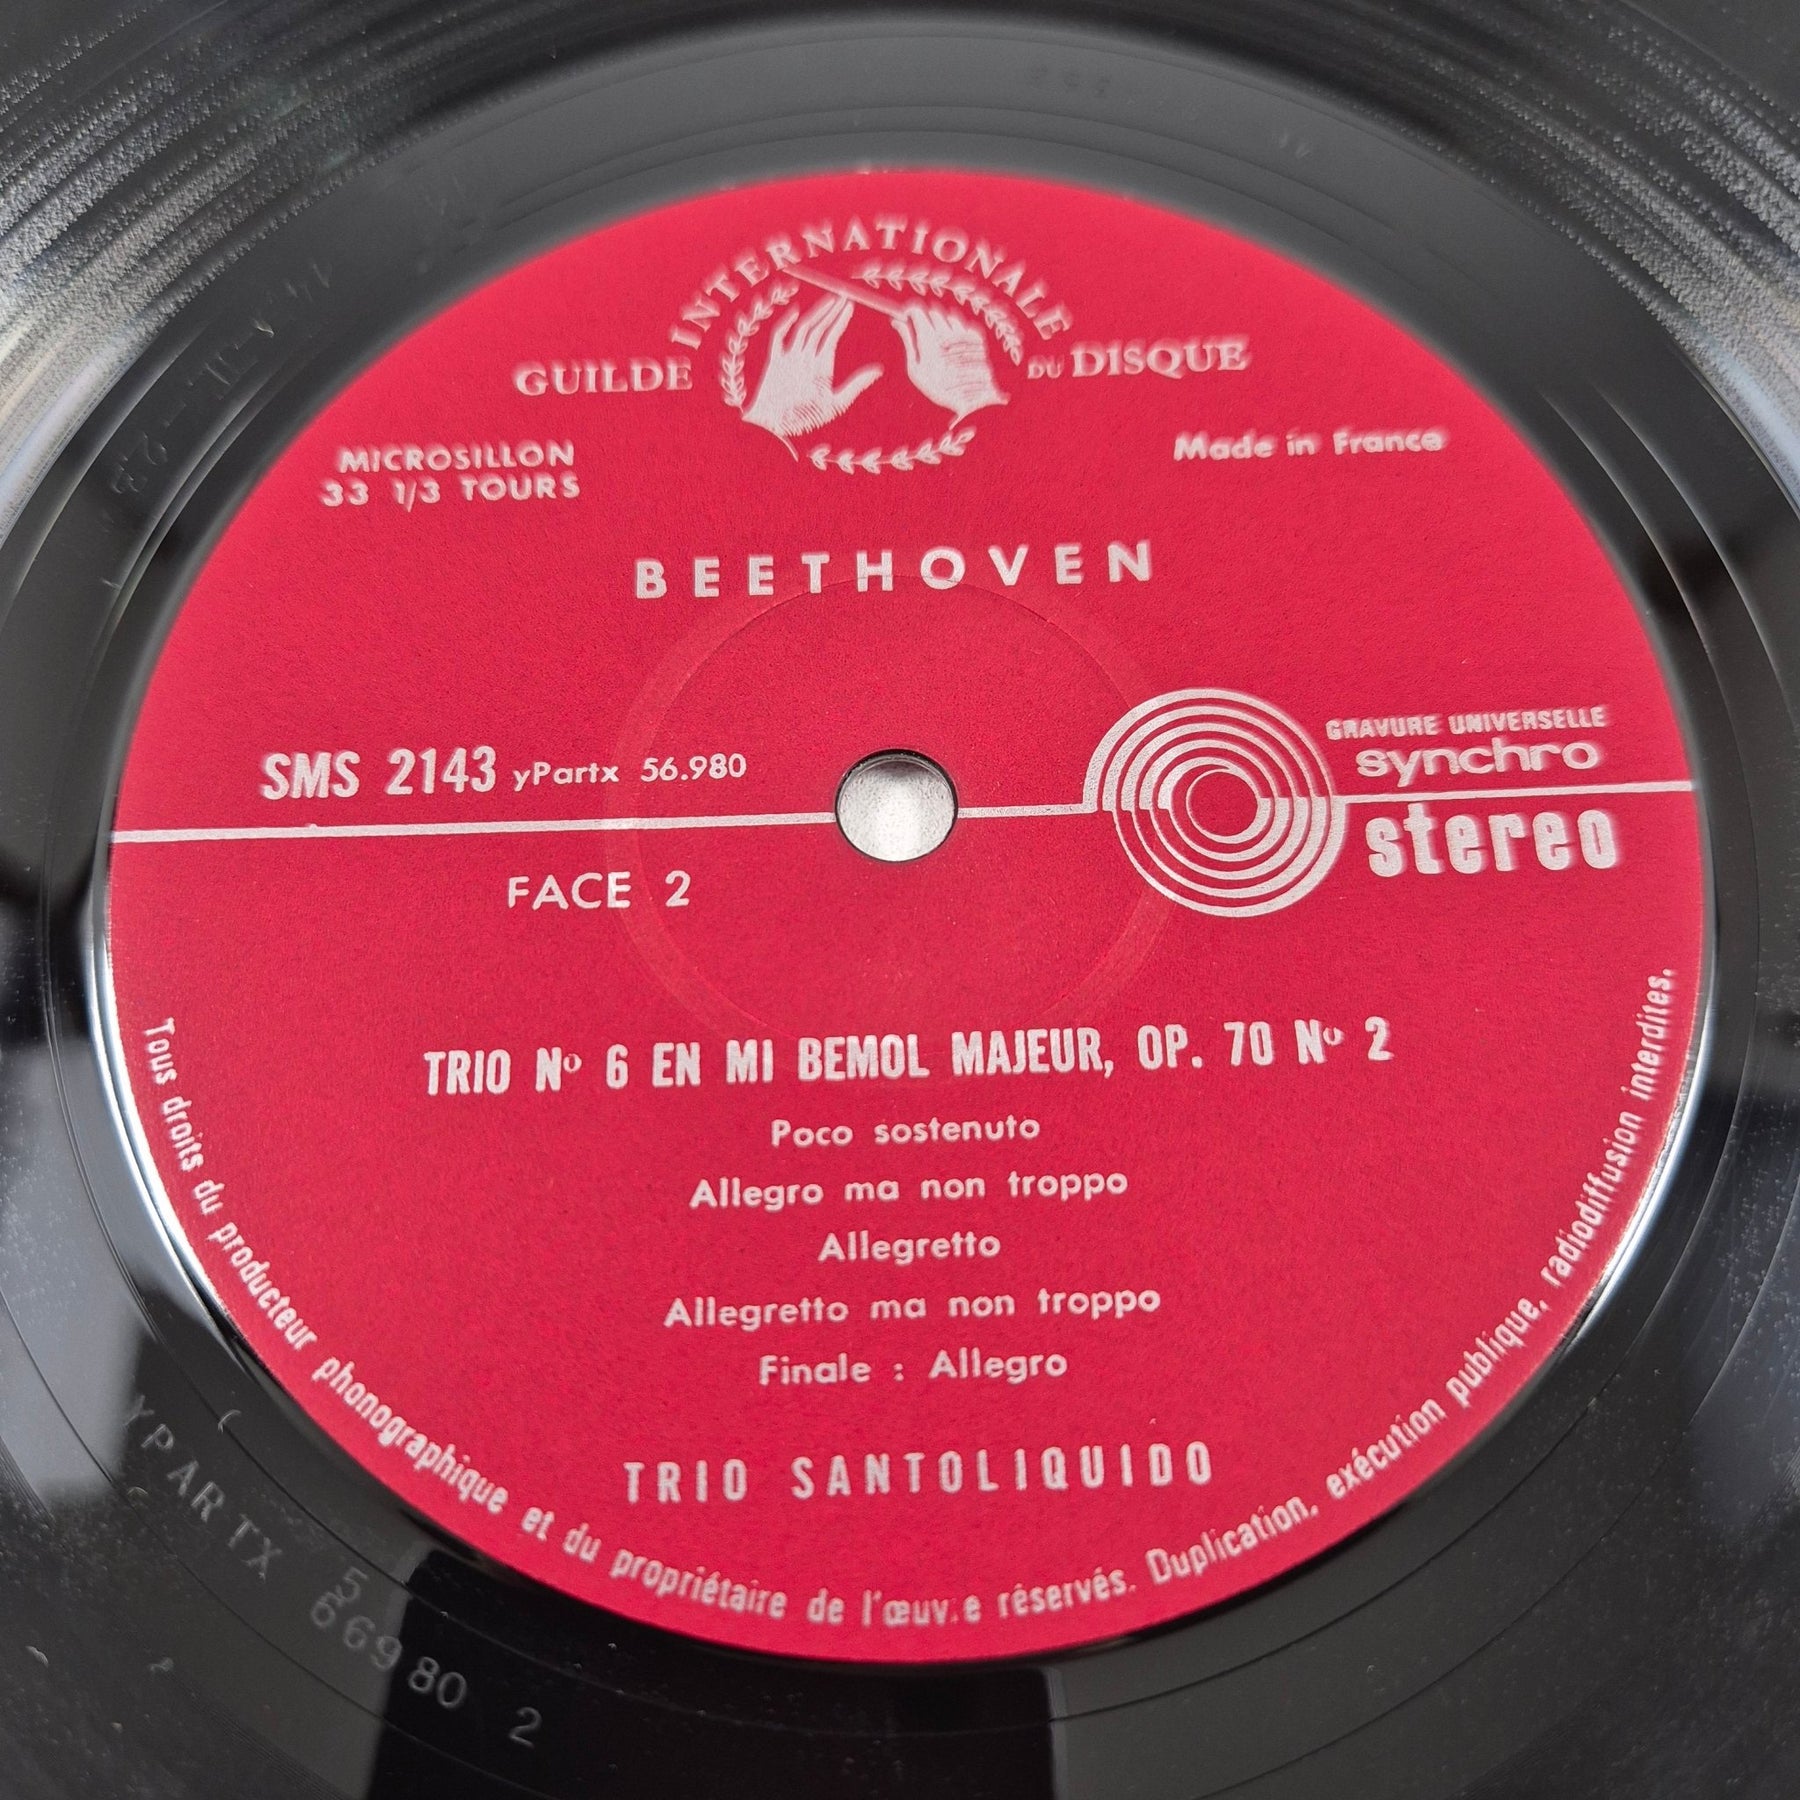 GUILDE INTERNATIONALE DU DISQUE
MICROSILLON
33 1/3 TOURS
Made in France
BEETHOVEN
SMS 2143 yPartx 56.980
GRAVURE UNIVERSELLE
synchro
stereo
FACE 2
TRIO Nº 6 EN MI BEMOL MAJEUR, OP. 70 Nº 2
Poco sostenuto
Allegro ma non troppo
Allegretto
Allegretto ma non troppo
Finale : Allegro
TRIO SANTOLIQUIDO
Tous droits du producteur phonographique et du propriétaire de l'œuv.e réservés. Duplication, exécution publique, radiodiffusion interdites.
YPARTX 56980 2